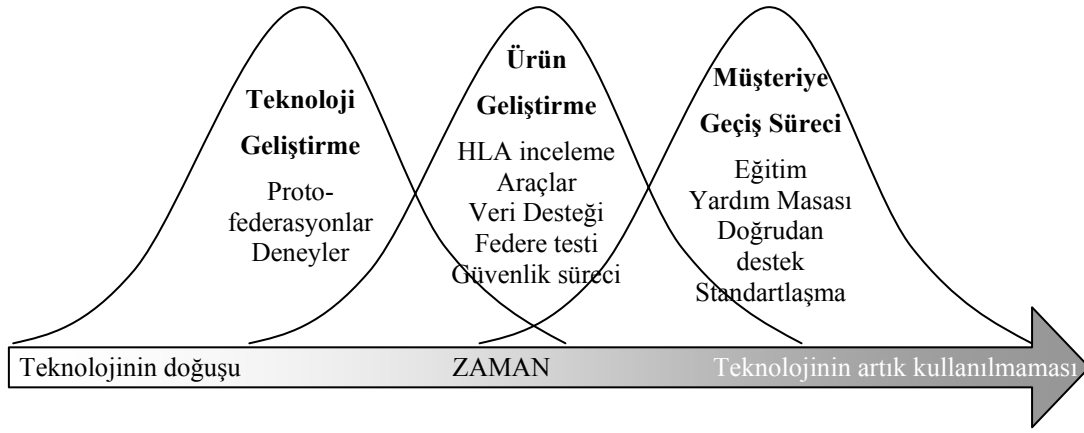 Teknoloji
Geliştirme
Proto-
federasyonlar
Deneyler
Ürün
Geliştirme
HLA inceleme
Araçlar
Veri Desteği
Federe testi
Güvenlik süreci
Müşteriye
Geçiş Süreci
Eğitim
Yardım Masası
Doğrudan
destek
Standartlaşma
Teknolojinin doğuşu
ZAMAN
Teknolojinin artık kullanılmaması